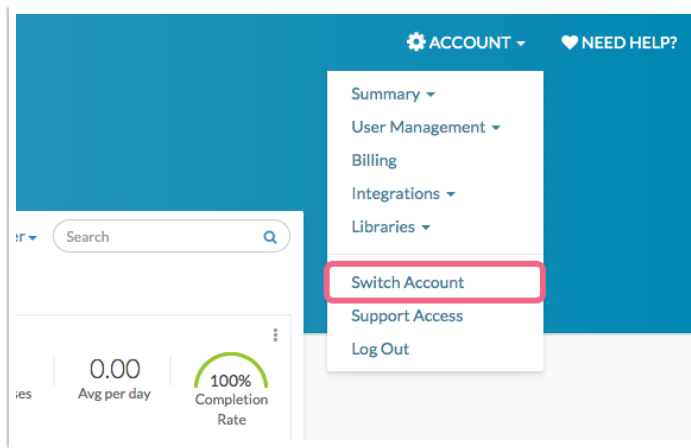 ACCOUNT
NEED HELP?
Summary
User Management
Billing
Integrations
Libraries
Switch Account
Support Access
Log Out
Search
0.00
Avg per day
100%
Completion
Rate